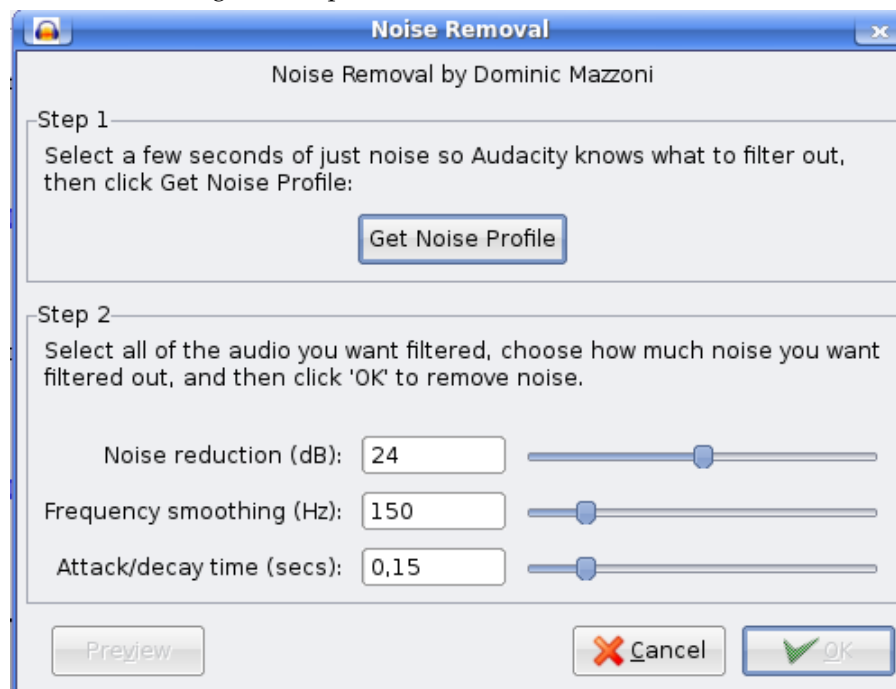 Noise Removal
Noise Removal by Dominic Mazzoni
Step 1
Select a few seconds of just noise so Audacity knows what to filter out,
then click Get Noise Profile:
Get Noise Profile
Step 2
Select all of the audio you want filtered, choose how much noise you want
filtered out, and then click 'OK' to remove noise.
Noise reduction (dB): 24
Frequency smoothing (Hz): 150
Attack/decay time (secs): 0,15
Preview Cancel OK